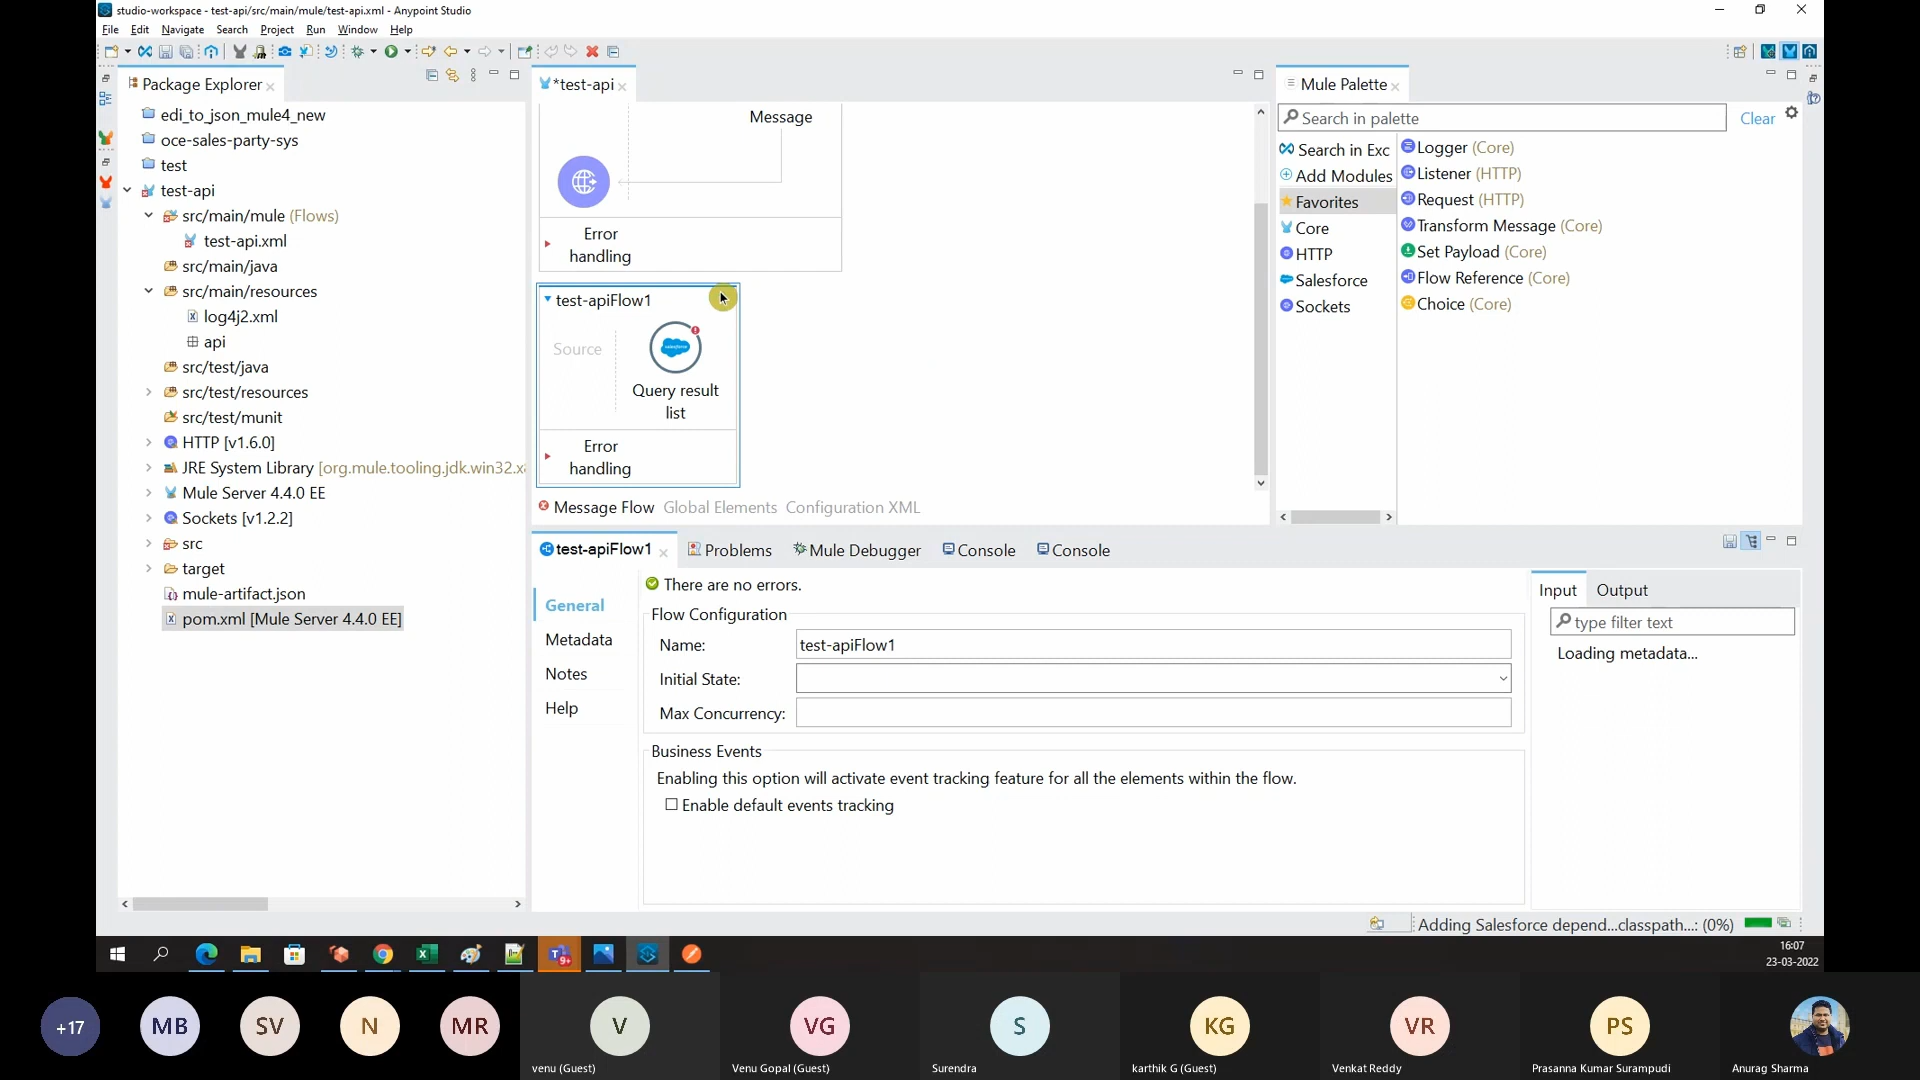 studio-workspace - test-api/src/main/mule/test-api.xml - Anypoint Studio
File Edit Navigate Search Project Run Window Help
Package Explorer
edi_to_json_mule4_new
oce-sales-party-sys
test
test-api
src/main/mule (Flows)
test-api.xml
src/main/java
src/main/resources
log4j2.xml
api
src/test/java
src/test/resources
src/test/munit
HTTP [v1.6.0]
JRE System Library [org.mule.tooling.jdk.win32.x
Mule Server 4.4.0 EE
Sockets [v1.2.2]
src
target
mule-artifact.json
pom.xml [Mule Server 4.4.0 EE]
*test-api
Message
Error
handling
test-apiFlow1
Source
Query result
list
Error
handling
Message Flow Global Elements Configuration XML
Mule Palette
Search in palette
Clear
Search in Exc
Add Modules
Favorites
Core
HTTP
Salesforce
Sockets
Logger (Core)
Listener (HTTP)
Request (HTTP)
Transform Message (Core)
Set Payload (Core)
Flow Reference (Core)
Choice (Core)
test-apiFlow1 Problems Mule Debugger Console Console
General
Metadata
Notes
Help
There are no errors.
Flow Configuration
Name: test-apiFlow1
Initial State:
Max Concurrency:
Business Events
Enabling this option will activate event tracking feature for all the elements within the flow.
Enable default events tracking
Input Output
type filter text
Loading metadata...
Adding Salesforce depend...classpath...: (0%)
9+
16:07
23-03-2022
+17
MB
SV
N
MR
V
venu (Guest)
VG
Venu Gopal (Guest)
S
Surendra
KG
karthik G (Guest)
VR
Venkat Reddy
PS
Prasanna Kumar Surampudi
Anurag Sharma